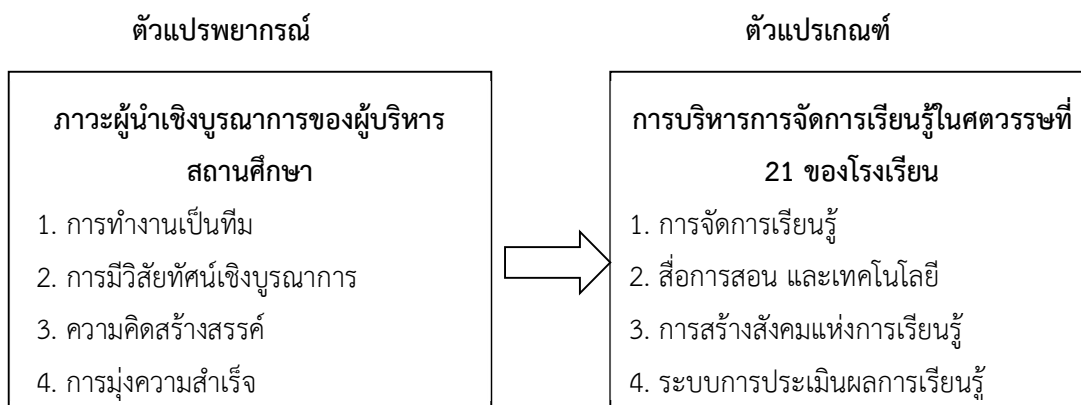 ตัวแปรพยากรณ์
ตัวแปรเกณฑ์
ภาวะผู้นำเชิงบูรณาการของผู้บริหาร
สถานศึกษา
1. การทำงานเป็นทีม
2. การมีวิสัยทัศน์เชิงบูรณาการ
3. ความคิดสร้างสรรค์
4. การมุ่งความสำเร็จ
การบริหารการจัดการเรียนรู้ในศตวรรษที่
21 ของโรงเรียน
1. การจัดการเรียนรู้
2. สื่อการสอน และเทคโนโลยี
3. การสร้างสังคมแห่งการเรียนรู้
4. ระบบการประเมินผลการเรียนรู้